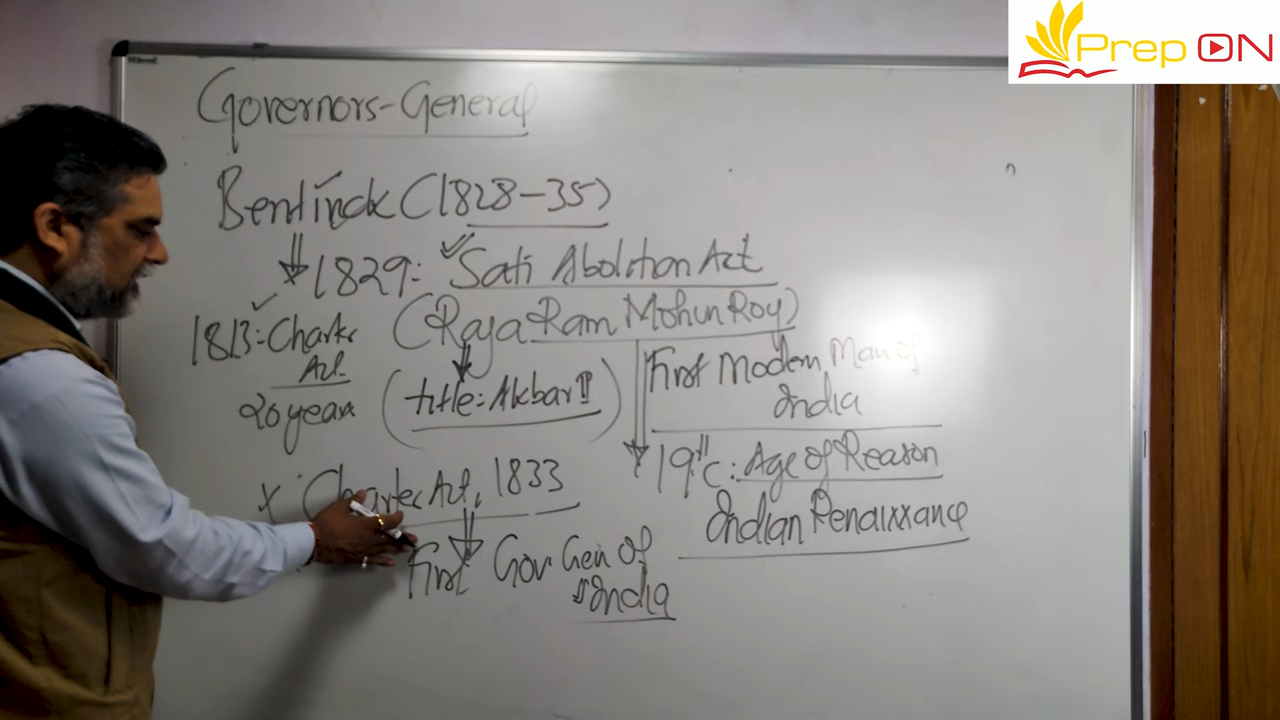 Prep ON
Governors-General
Bentinck (1828-35)
1829: Sati Abolition Act
(Raja Ram Mohun Roy)
1813: Charter
Act
20 years
(title: Akbar II)
First Modern Man of
India
19th c: Age of Reason
Indian Renaixxance
x Charter Act, 1833
First Gov. Gen of
India